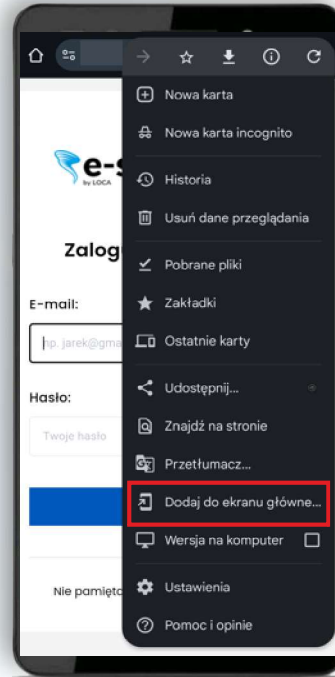 Nowa karta
Nowa karta incognito
Historia
Usuń dane przeglądania
Pobrane pliki
Zakładki
Ostatnie karty
Udostępnij...
Znajdź na stronie
Przetłumacz...
Dodaj do ekranu główne...
Wersja na komputer
Ustawienia
Pomoc i opinie
e-s
by LOCA
Zalog
E-mail:
np. jarek@gma
Hasło:
Twoje hasło
Nie pamięta